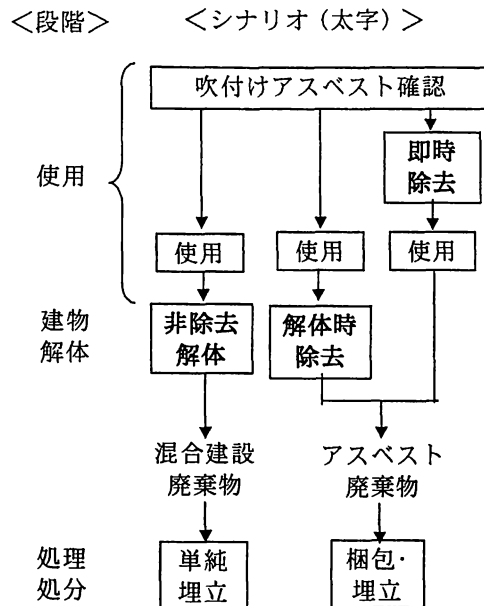 ＜段階＞ ＜シナリオ（太字）＞
吹付けアスベスト確認
即時
除去
使用
使用 使用 使用
建物
解体
非除去
解体
解体時
除去
混合建設
廃棄物
アスベスト
廃棄物
処理
処分
単純
埋立
梱包・
埋立